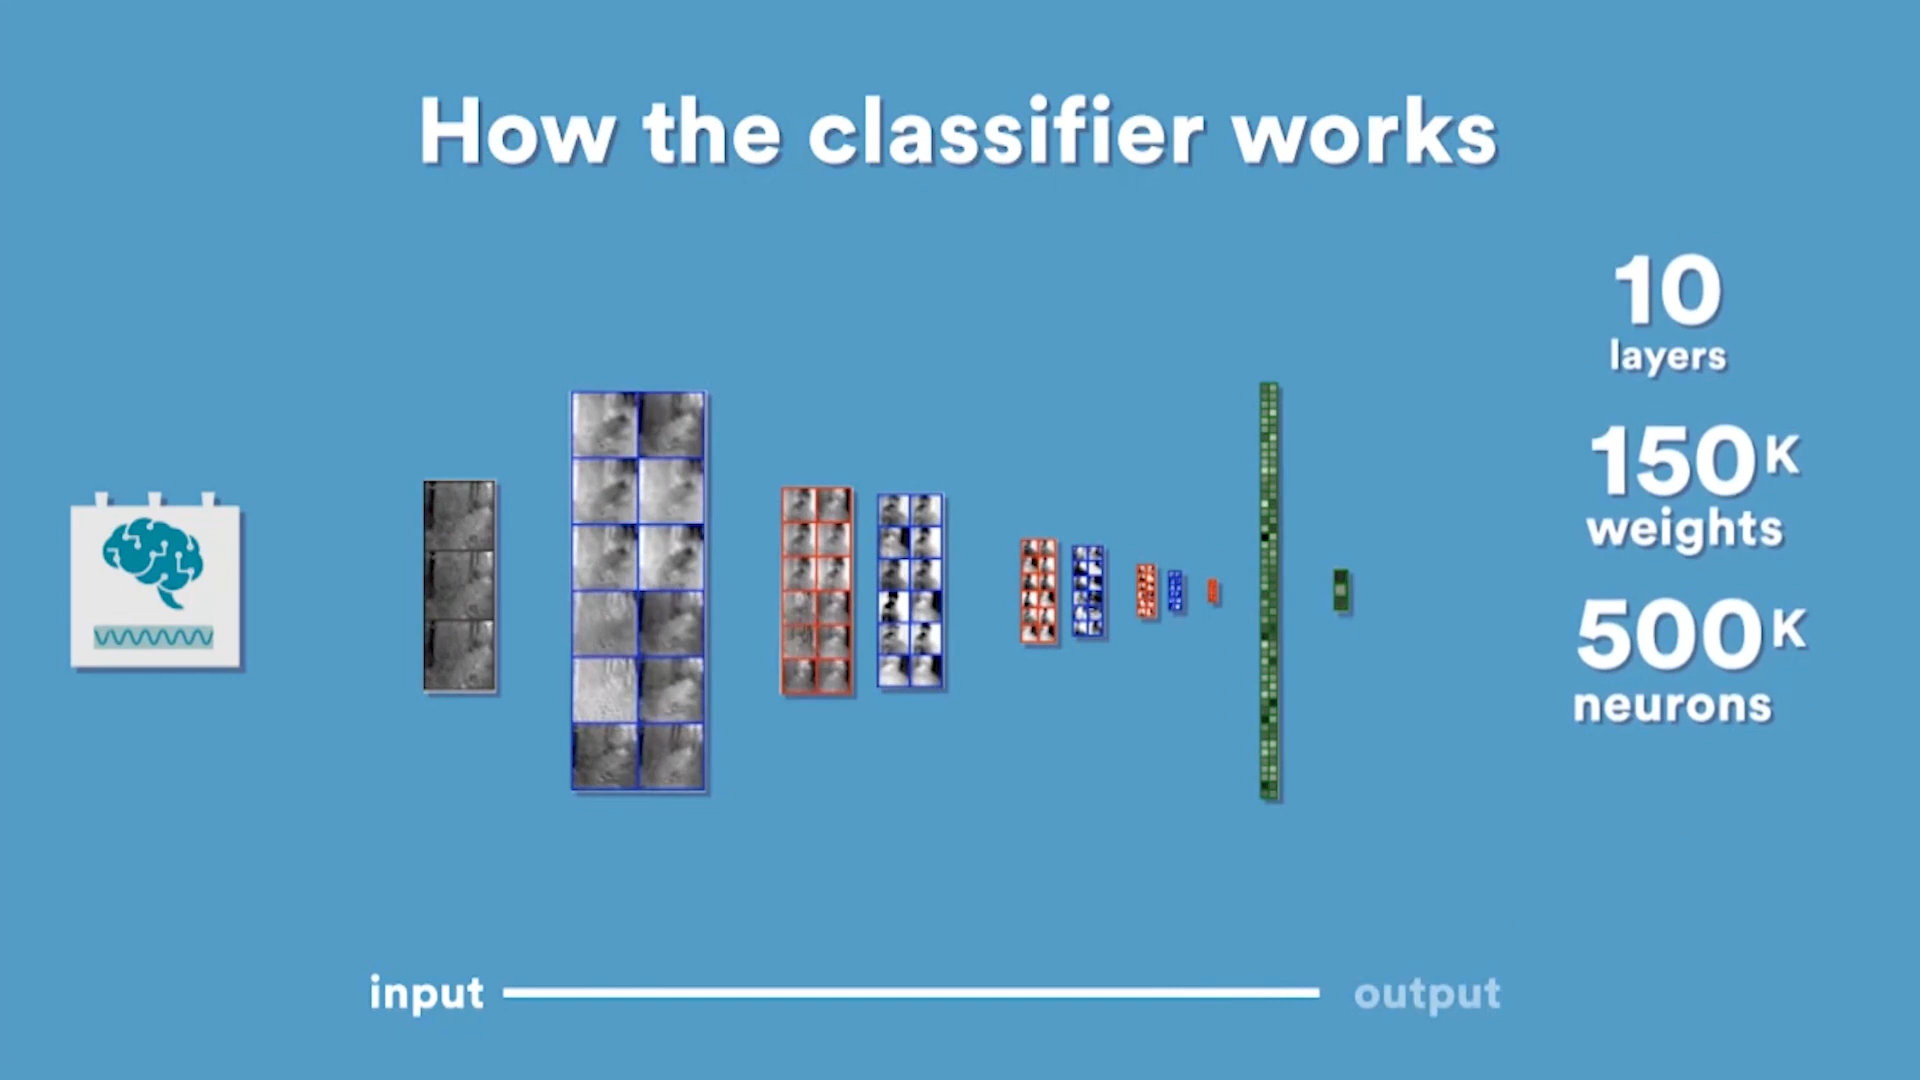 How the classifier works
10
layers
150K
weights
500K
neurons
input
output